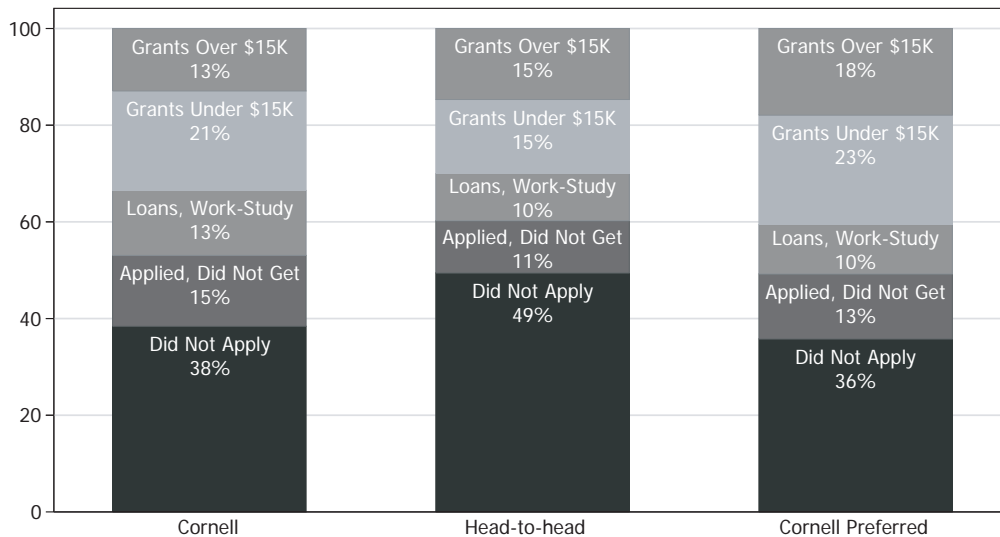 100
80
60
40
20
0
Grants Over $15K
13%
Grants Under $15K
21%
Loans, Work-Study
13%
Applied, Did Not Get
15%
Did Not Apply
38%
Grants Over $15K
15%
Grants Under $15K
15%
Loans, Work-Study
10%
Applied, Did Not Get
11%
Did Not Apply
49%
Grants Over $15K
18%
Grants Under $15K
23%
Loans, Work-Study
10%
Applied, Did Not Get
13%
Did Not Apply
36%
Cornell
Head-to-head
Cornell Preferred